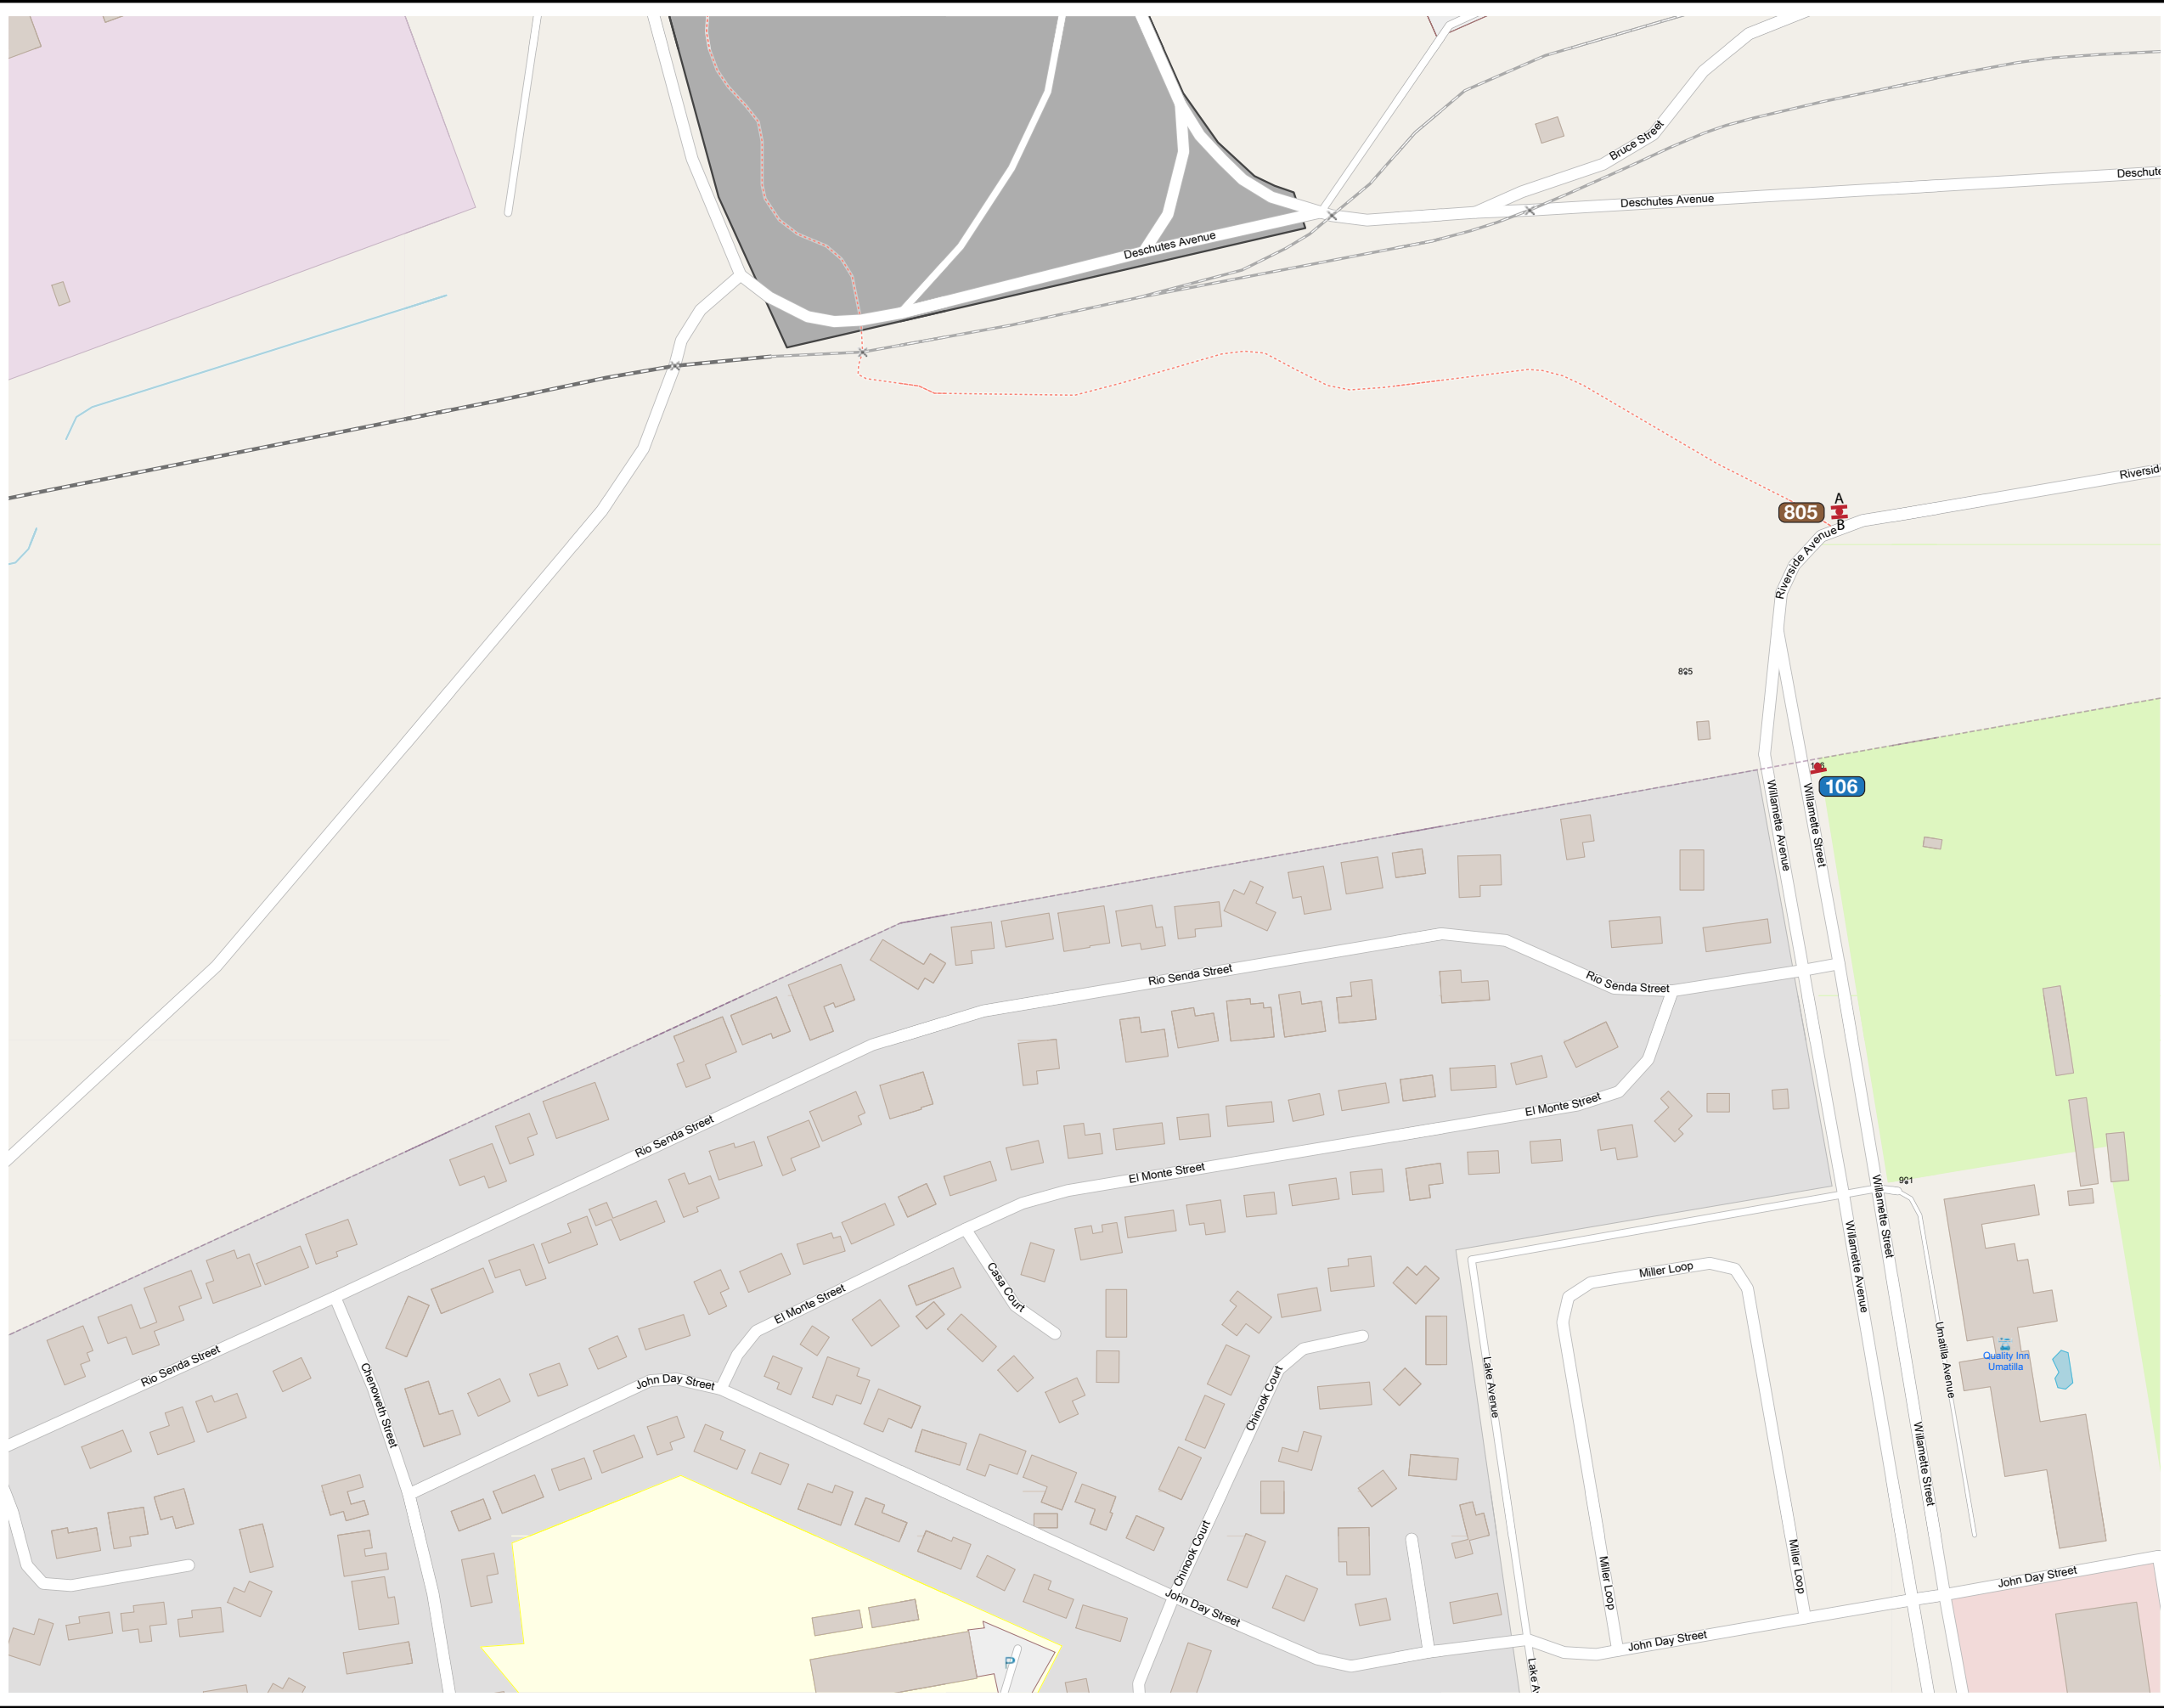 Bruce Street
Deschute
Deschutes Avenue
Deschutes Avenue
Riversid
A
805
B
Riverside Avenue
106
Willamette Avenue
Willamette Street
Rio Senda Street
Rio Senda Street
El Monte Street
Rio Senda Street
El Monte Street
Willamette Street
Willamette Avenue
Casa Court
Miller Loop
El Monte Street
Umatilla Avenue
Quality Inn
Umatilla
Rio Senda Street
John Day Street
Lake Avenue
Chenoweth Street
Chinook Court
Willamette Street
Chinook Court
Miller Loop
Miller Loop
John Day Street
John Day Street
John Day Street
P
Lake Av